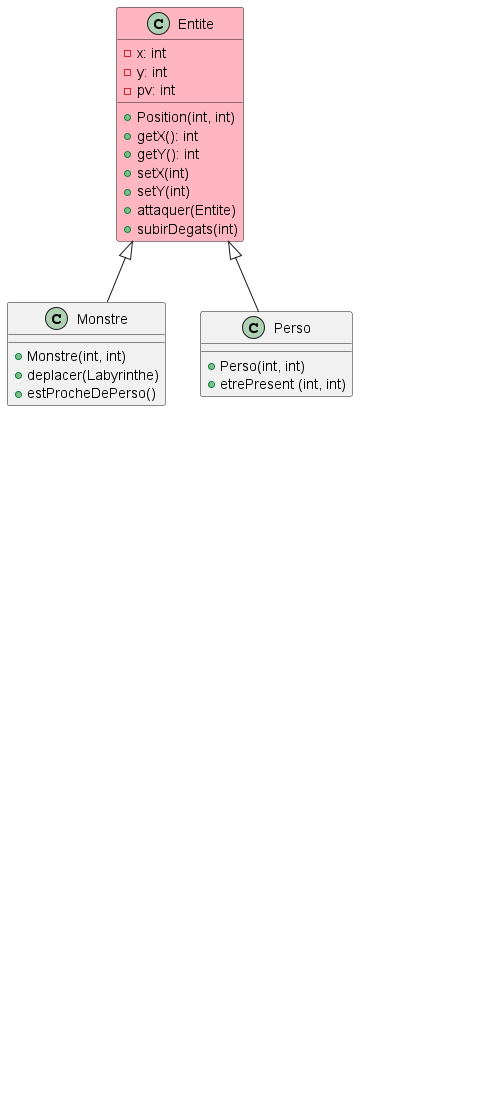 C Entite
x: int
y: int
pv: int
Position(int, int)
getX(): int
getY(): int
setX(int)
setY(int)
attaquer(Entite)
subirDegats(int)
C Monstre
Monstre(int, int)
deplacer(Labyrinthe)
estProcheDePerso()
C Perso
Perso(int, int)
etrePresent (int, int)